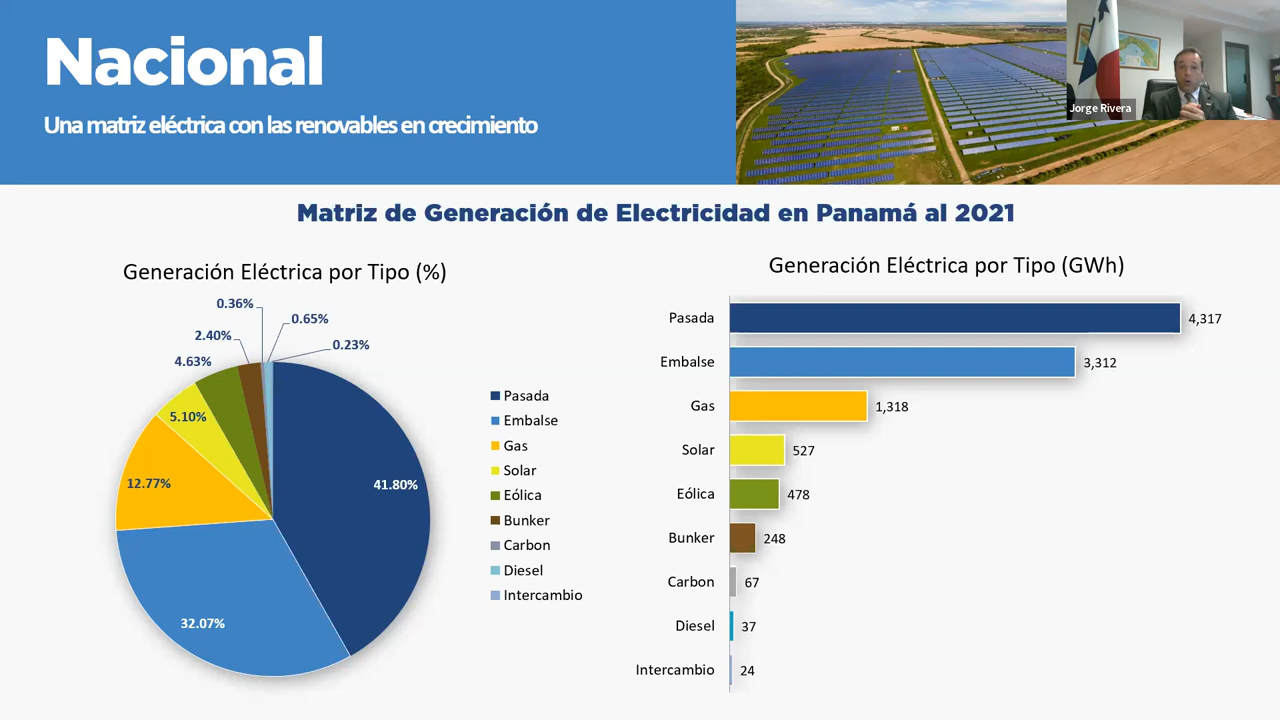 Nacional
Una matriz eléctrica con las renovables en crecimiento
Jorge Rivera
Matriz de Generación de Electricidad en Panamá al 2021
Generación Eléctrica por Tipo (%)
0.36%
0.65%
2.40%
0.23%
4.63%
5.10%
12.77%
41.80%
32.07%
Pasada
Embalse
Gas
Solar
Eólica
Bunker
Carbon
Diesel
Intercambio
Generación Eléctrica por Tipo (GWh)
Pasada 4,317
Embalse 3,312
Gas 1,318
Solar 527
Eólica 478
Bunker 248
Carbon 67
Diesel 37
Intercambio 24